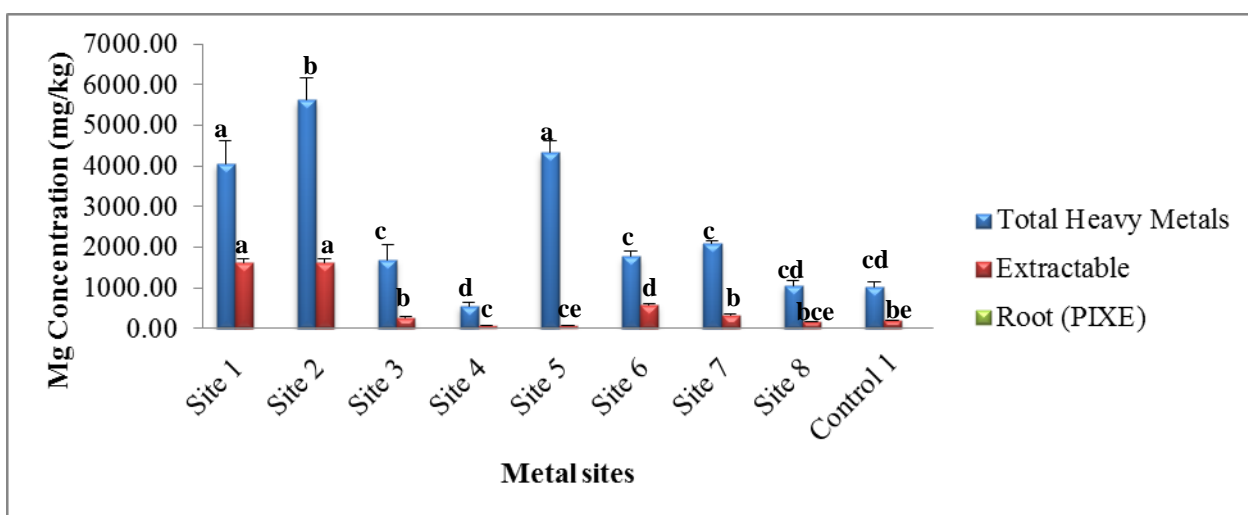 7000.00
6000.00
5000.00
4000.00
3000.00
2000.00
1000.00
0.00
Mg Concentration (mg/kg)
a
a
b
a
c
b
d
c
a
ce
c
d
c
b
cd
bce
cd
be
Site 1
Site 2
Site 3
Site 4
Site 5
Site 6
Site 7
Site 8
Control 1
Metal sites
Total Heavy Metals
Extractable
Root (PIXE)